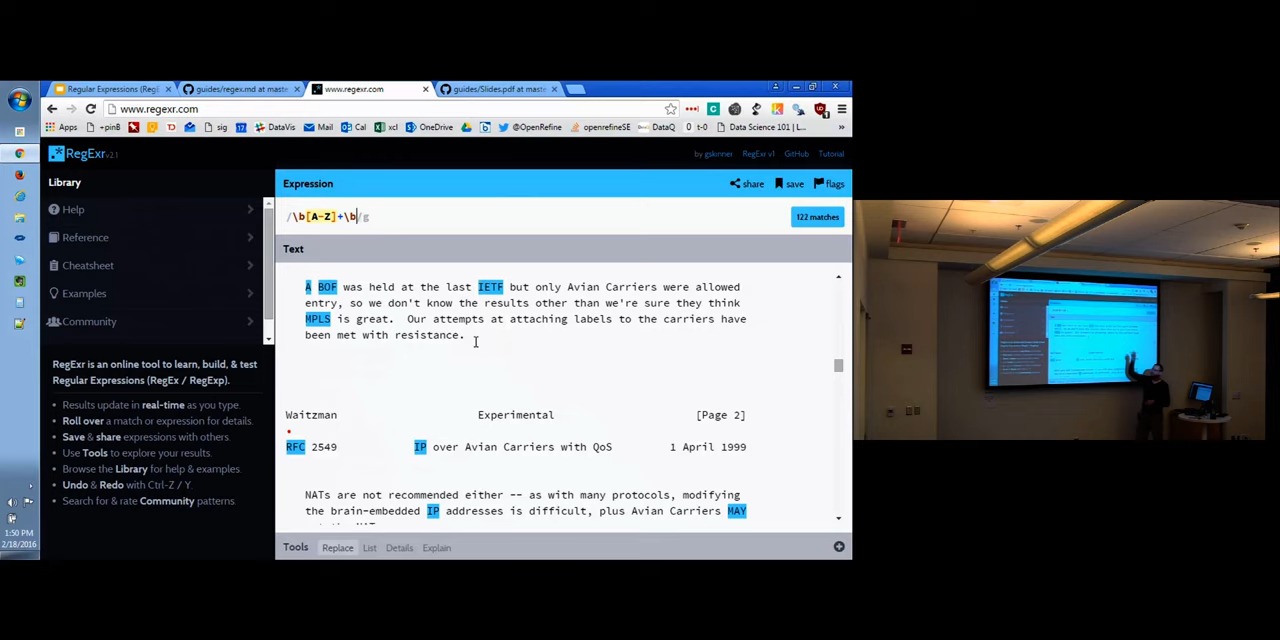 Regular Expressions (Reg
guides/regex.md at maste
www.regexr.com
guides/Slides.pdf at maste
www.regexr.com
Apps
+pinB
sig
DataVis
Mail
Cal
xcl
OneDrive
@OpenRefine
openrefineSE
DataQ
t-0
Data Science 101 | L...
RegExr v2.1
by gskinner
RegExr v1
GitHub
Tutorial
Library
Help
Reference
Cheatsheet
Examples
Community
RegExr is an online tool to learn, build, & test
Regular Expressions (RegEx / RegExp).
Results update in real-time as you type.
Roll over a match or expression for details.
Save & share expressions with others.
Use Tools to explore your results.
Browse the Library for help & examples.
Undo & Redo with Ctrl-Z / Y.
Search for & rate Community patterns.
Expression
share
save
flags
/\b[A-Z]+\b/g
122 matches
Text
A BOF was held at the last IETF but only Avian Carriers were allowed
entry, so we don't know the results other than we're sure they think
MPLS is great. Our attempts at attaching labels to the carriers have
been met with resistance.
Waitzman Experimental [Page 2]
RFC 2549 IP over Avian Carriers with QoS 1 April 1999
NATs are not recommended either -- as with many protocols, modifying
the brain-embedded IP addresses is difficult, plus Avian Carriers MAY
Tools
Replace
List
Details
Explain
1:50 PM
2/18/2016